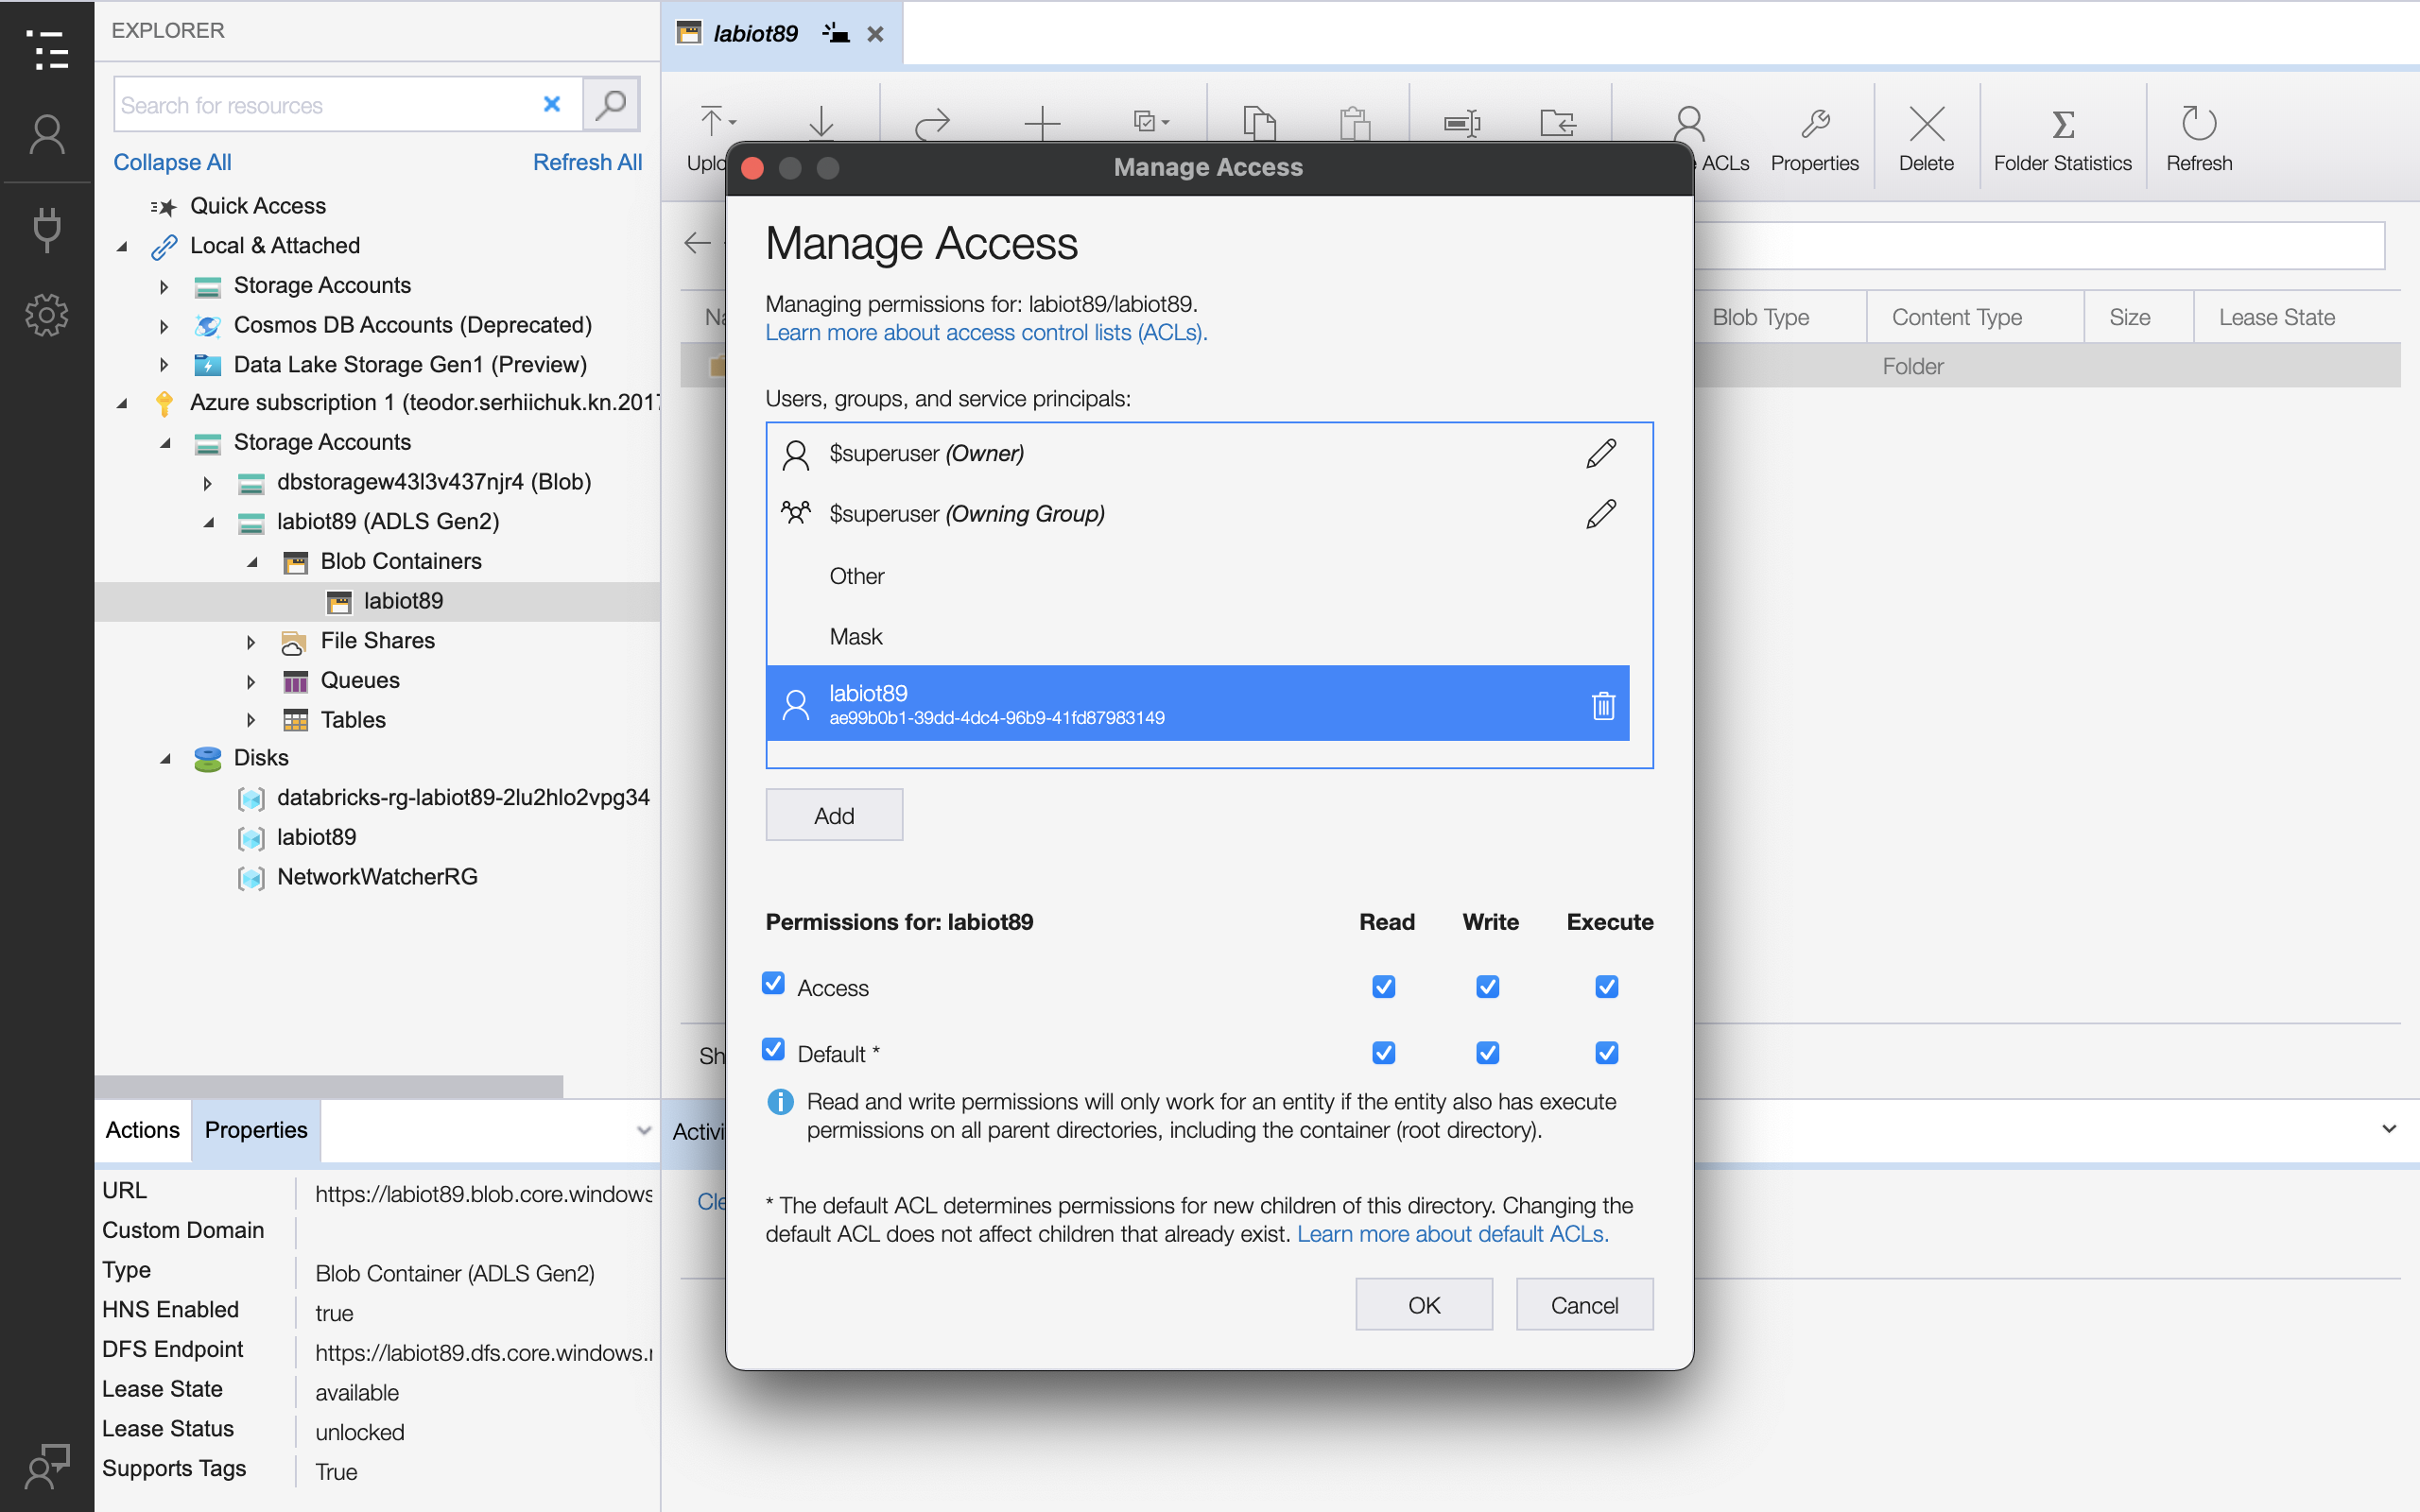 EXPLORER
Search for resources
Collapse All
Refresh All
Quick Access
Local & Attached
Storage Accounts
Cosmos DB Accounts (Deprecated)
Data Lake Storage Gen1 (Preview)
Azure subscription 1 (teodor.serhiichuk.kn.2017
Storage Accounts
dbstoragew43l3v437njr4 (Blob)
labiot89 (ADLS Gen2)
Blob Containers
labiot89
File Shares
Queues
Tables
Disks
databricks-rg-labiot89-2lu2hlo2vpg34
labiot89
NetworkWatcherRG
Actions
Properties
URL
https://labiot89.blob.core.windows
Custom Domain
Type
Blob Container (ADLS Gen2)
HNS Enabled
true
DFS Endpoint
https://labiot89.dfs.core.windows.
Lease State
available
Lease Status
unlocked
Supports Tags
True
labiot89
Uplo
ACLs
Properties
Delete
Folder Statistics
Refresh
Na
Blob Type
Content Type
Size
Lease State
Folder
Sh
Activi
Cle
Manage Access
Manage Access
Managing permissions for: labiot89/labiot89.
Learn more about access control lists (ACLs).
Users, groups, and service principals:
$superuser (Owner)
$superuser (Owning Group)
Other
Mask
labiot89
ae99b0b1-39dd-4dc4-96b9-41fd87983149
Add
Permissions for: labiot89
Read
Write
Execute
Access
Default *
Read and write permissions will only work for an entity if the entity also has execute
permissions on all parent directories, including the container (root directory).
* The default ACL determines permissions for new children of this directory. Changing the
default ACL does not affect children that already exist. Learn more about default ACLs.
OK
Cancel